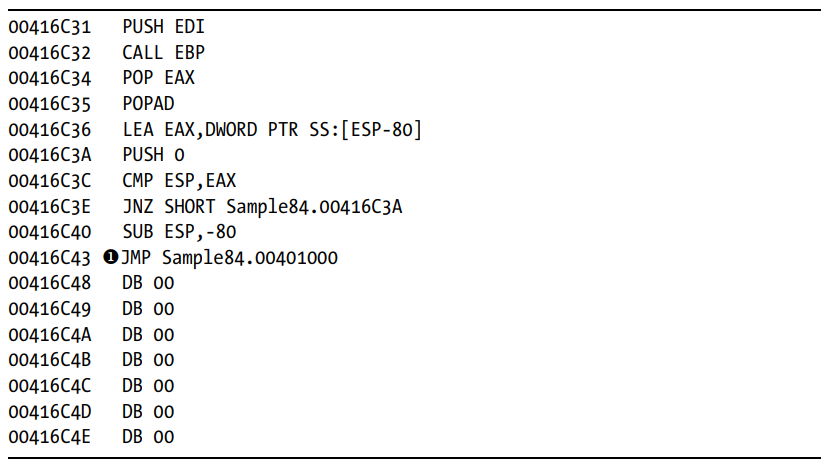 00416C31 PUSH EDI
00416C32 CALL EBP
00416C34 POP EAX
00416C35 POPAD
00416C36 LEA EAX,DWORD PTR SS:[ESP-80]
00416C3A PUSH 0
00416C3C CMP ESP,EAX
00416C3E JNZ SHORT Sample84.00416C3A
00416C40 SUB ESP,-80
00416C43 ❶JMP Sample84.00401000
00416C48 DB 00
00416C49 DB 00
00416C4A DB 00
00416C4B DB 00
00416C4C DB 00
00416C4D DB 00
00416C4E DB 00